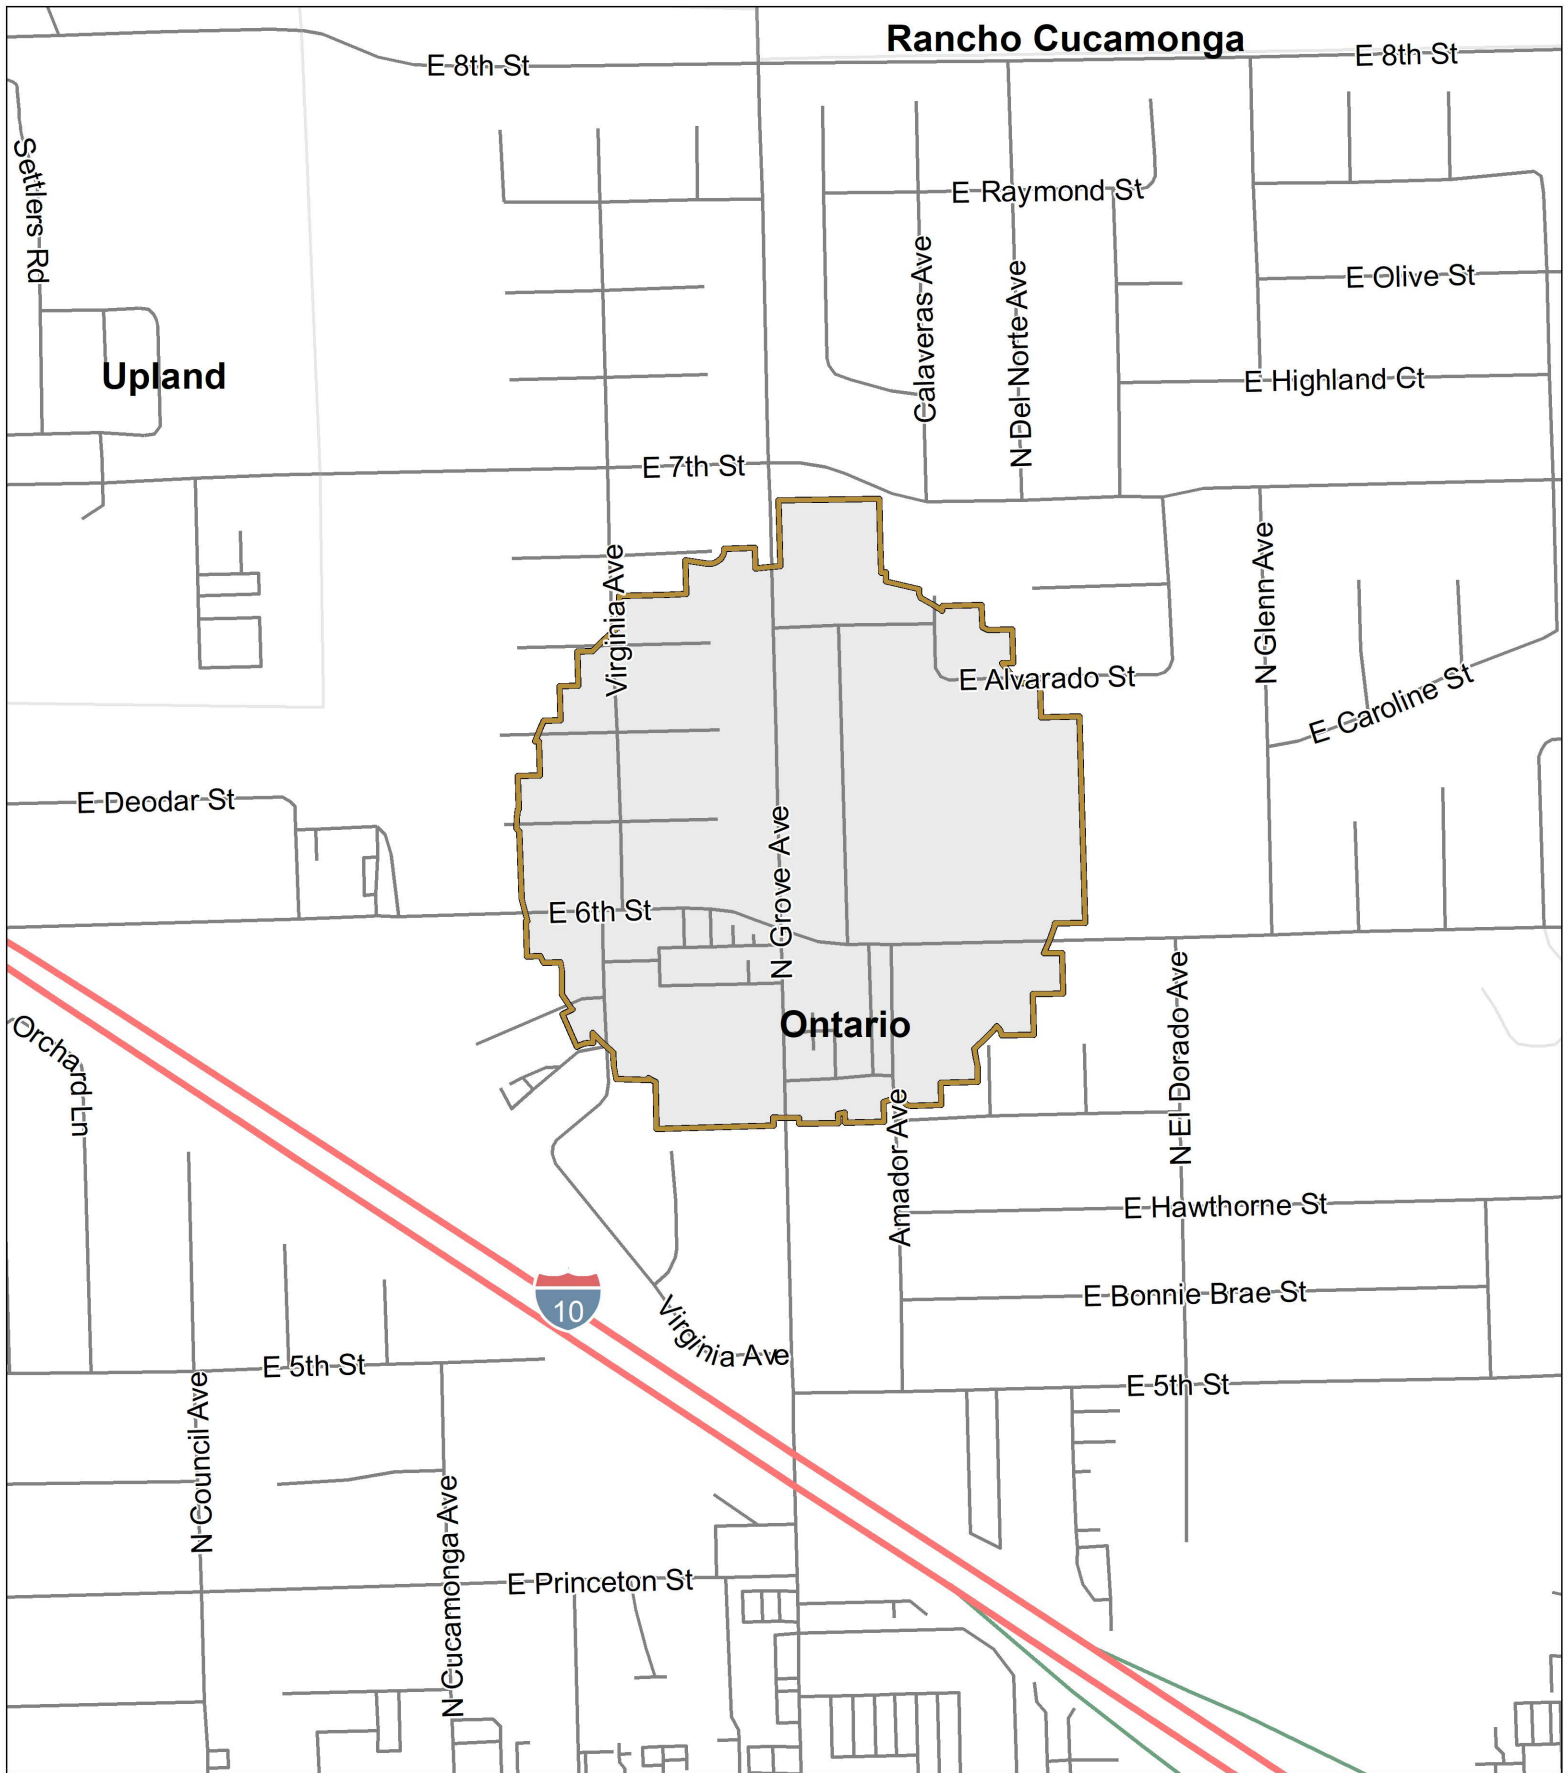 Rancho Cucamonga
E 8th St
E 8th St
Settlers Rd
E Raymond St
Calaveras Ave
N Del Norte Ave
E Olive St
Upland
E Highland Ct
E 7th St
Virginia Ave
N Glenn Ave
E Alvarado St
E Caroline St
E Deodar St
N Grove Ave
E 6th St
N El Dorado Ave
Ontario
Orchard Ln
Amador Ave
E Hawthorne St
E Bonnie Brae St
10
Virginia Ave
E 5th St
E 5th St
N Council Ave
N Cucamonga Ave
E Princeton St